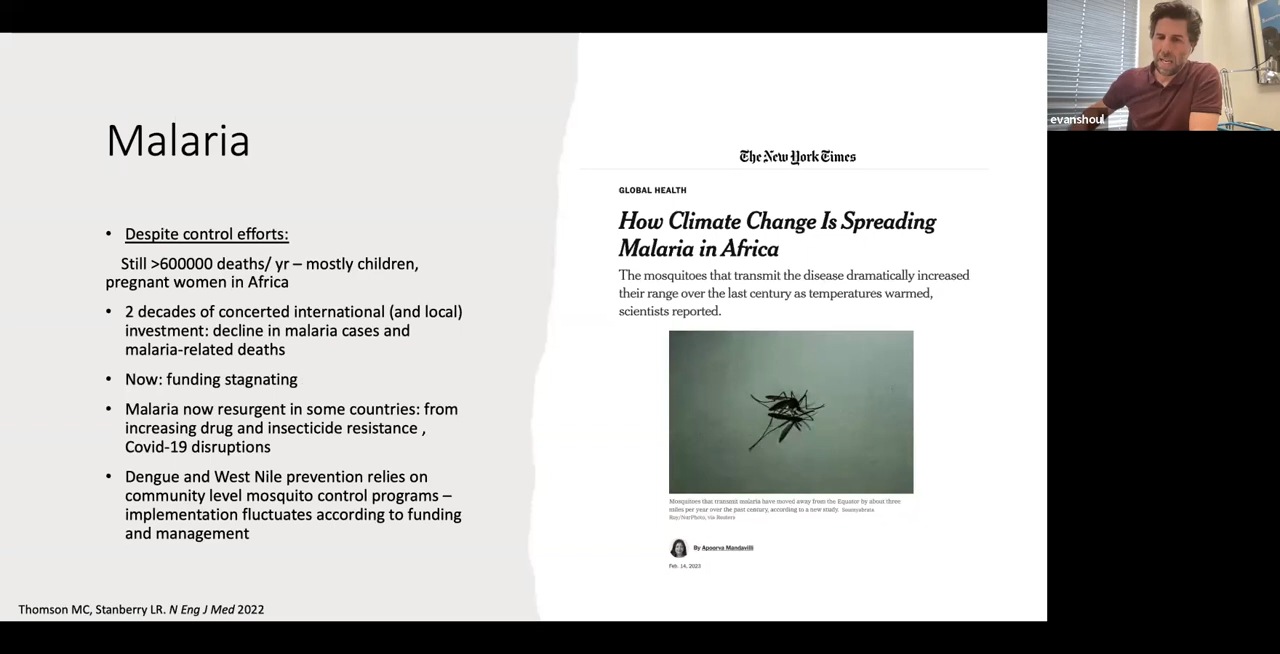 Malaria
• Despite control efforts:
Still >600000 deaths/ yr – mostly children,
pregnant women in Africa
• 2 decades of concerted international (and local)
investment: decline in malaria cases and
malaria-related deaths
• Now: funding stagnating
• Malaria now resurgent in some countries: from
increasing drug and insecticide resistance ,
Covid-19 disruptions
• Dengue and West Nile prevention relies on
community level mosquito control programs –
implementation fluctuates according to funding
and management
Thomson MC, Stanberry LR. N Eng J Med 2022
The New York Times
GLOBAL HEALTH
How Climate Change Is Spreading
Malaria in Africa
The mosquitoes that transmit the disease dramatically increased
their range over the last century as temperatures warmed,
scientists reported.
Mosquitoes that transmit malaria have moved away from the Equator by about three
miles per year over the past century, according to a new study. Soumyabrata
Roy/NurPhoto, via Reuters
By Apoorva Mandavilli
Feb. 14, 2023
evanshoul